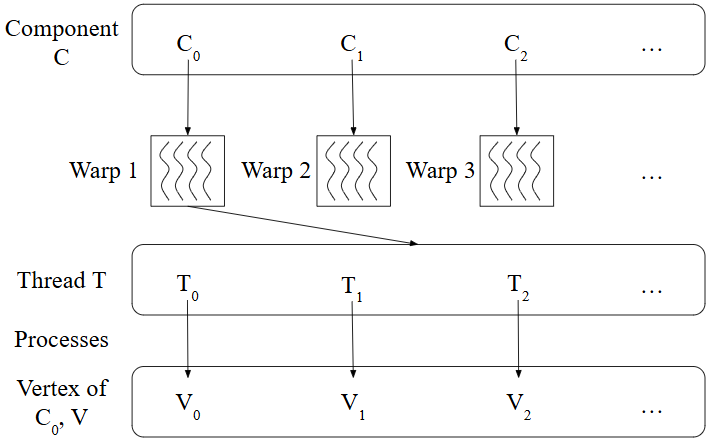 Component C
C0 C1 C2 …
Warp 1 Warp 2 Warp 3 …
Thread T
T0 T1 T2 …
Processes
Vertex of C0, V
V0 V1 V2 …